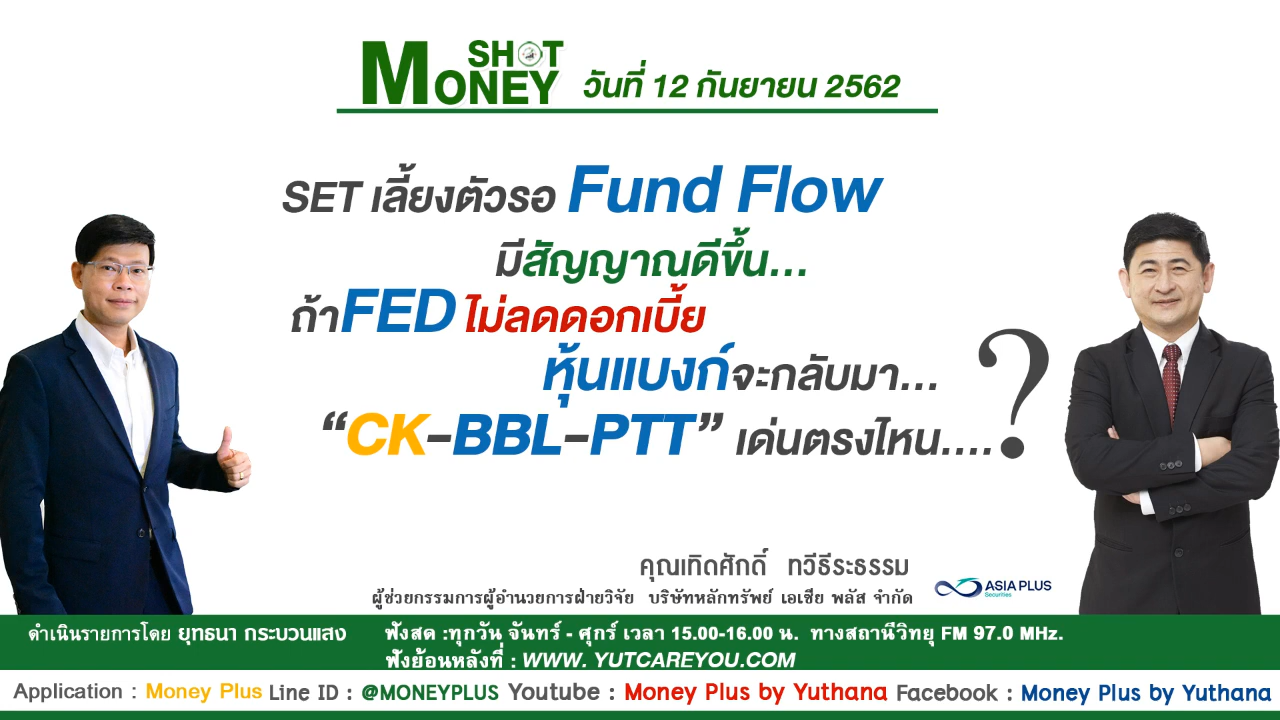 MONEY SHOT วันที่ 12 กันยายน 2562
SET เลี้ยงตัวรอ Fund Flow
มีสัญญาณดีขึ้น...
ถ้าFED ไม่ลดดอกเบี้ย
หุ้นแบงก์จะกลับมา...
“CK-BBL-PTT” เด่นตรงไหน....?
คุณเทิดศักดิ์ ทวีธีระธรรม
ผู้ช่วยกรรมการผู้อำนวยการฝ่ายวิจัย บริษัทหลักทรัพย์ เอเซีย พลัส จำกัด
ASIA PLUS
Securities
ดำเนินรายการโดย ยุทธนา กระบวนแสง
ฟังสด :ทุกวัน จันทร์ - ศุกร์ เวลา 15.00-16.00 น. ทางสถานีวิทยุ FM 97.0 MHz.
ฟังย้อนหลังที่ : WWW. YUTCAREYOU.COM
Application : Money Plus Line ID : @MONEYPLUS Youtube : Money Plus by Yuthana Facebook : Money Plus by Yuthana